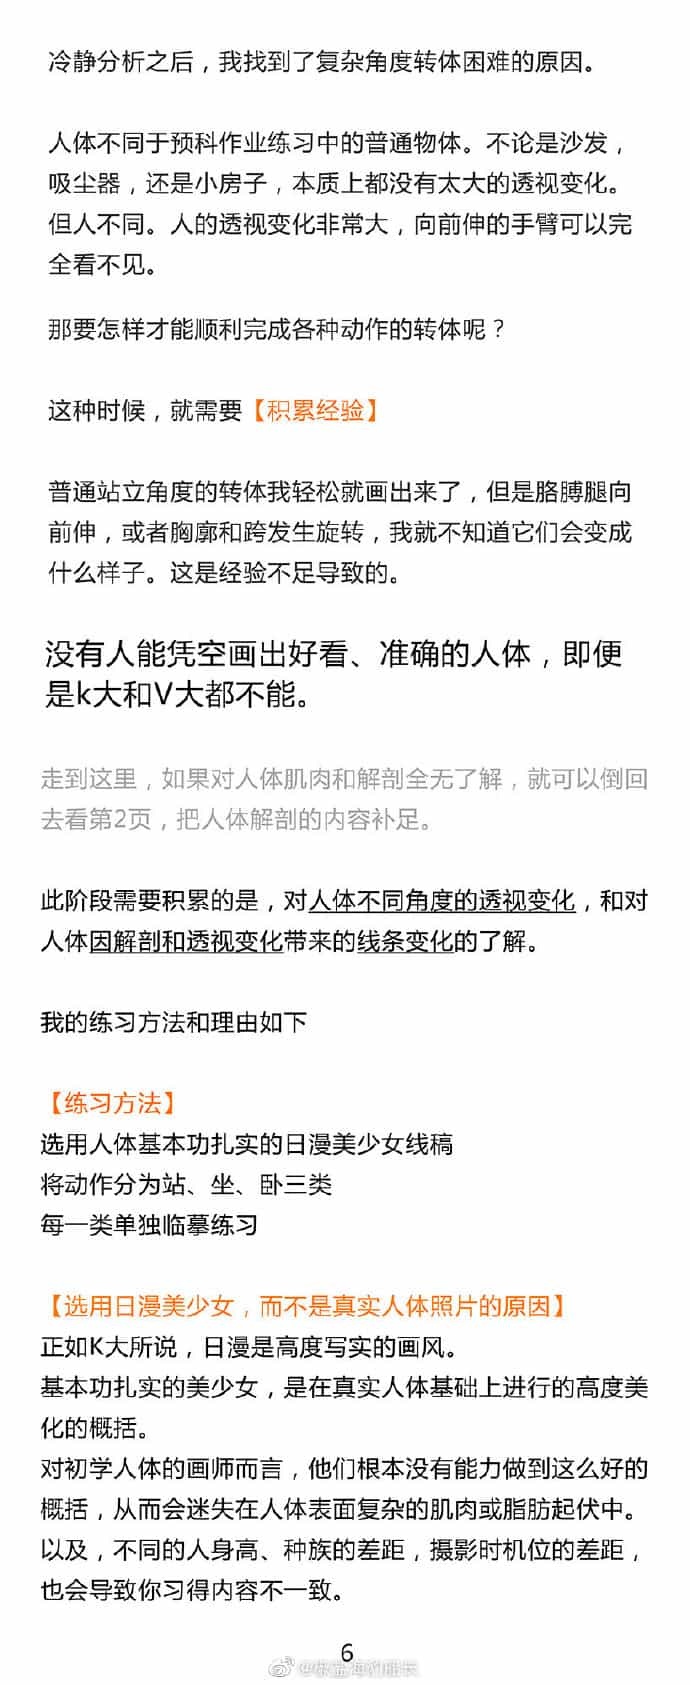 冷静分析之后，我找到了复杂角度转体困难的原因。
人体不同于预科作业练习中的普通物体。不论是沙发，
吸尘器，还是小房子，本质上都没有太大的透视变化。
但人不同。人的透视变化非常大，向前伸的手臂可以完
全看不见。
那要怎样才能顺利完成各种动作的转体呢？
这种时候，就需要【积累经验】
普通站立角度的转体我轻松就画出来了，但是胳膊腿向
前伸，或者胸廓和跨发生旋转，我就不知道它们会变成
什么样子。这是经验不足导致的。
没有人能凭空画出好看、准确的人体，即便
是k大和V大都不能。
走到这里，如果对人体肌肉和解剖全无了解，就可以倒回
去看第2页，把人体解剖的内容补足。
此阶段需要积累的是，对人体不同角度的透视变化，和对
人体因解剖和透视变化带来的线条变化的了解。
我的练习方法和理由如下
【练习方法】
选用人体基本功扎实的日漫美少女线稿
将动作分为站、坐、卧三类
每一类单独临摹练习
【选用日漫美少女，而不是真实人体照片的原因】
正如K大所说，日漫是高度写实的画风。
基本功扎实的美少女，是在真实人体基础上进行的高度美
化的概括。
对初学人体的画师而言，他们根本没有能力做到这么好的
概括，从而会迷失在人体表面复杂的肌肉或脂肪起伏中。
以及，不同的人身高、种族的差距，摄影时机位的差距，
也会导致你习得内容不一致。
6